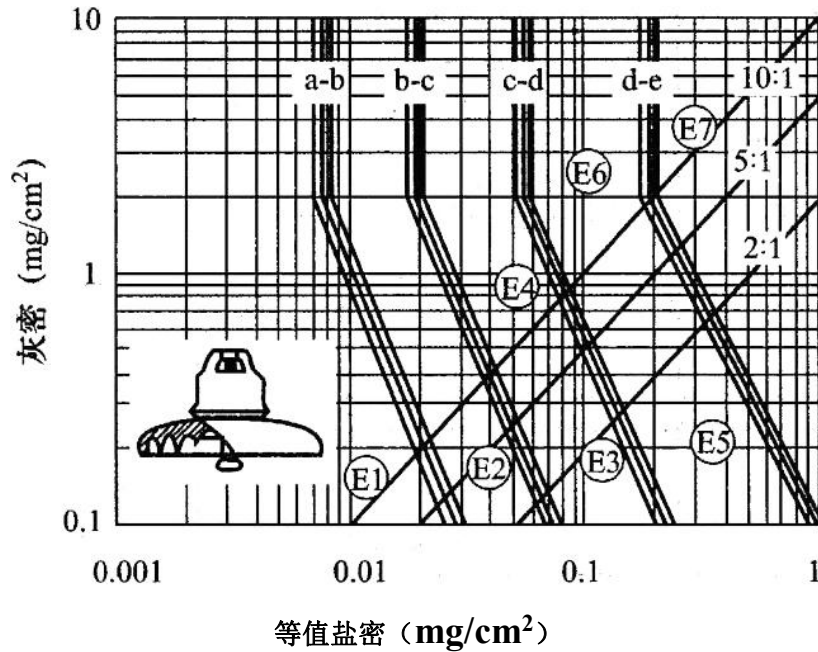 10
a-b b-c c-d d-e 10:1
E7
E6 5:1
2:1
1 E4
灰密 (mg/cm²)
E5
E1 E2 E3
0.1
0.001 0.01 0.1 1
等值盐密（mg/cm²）